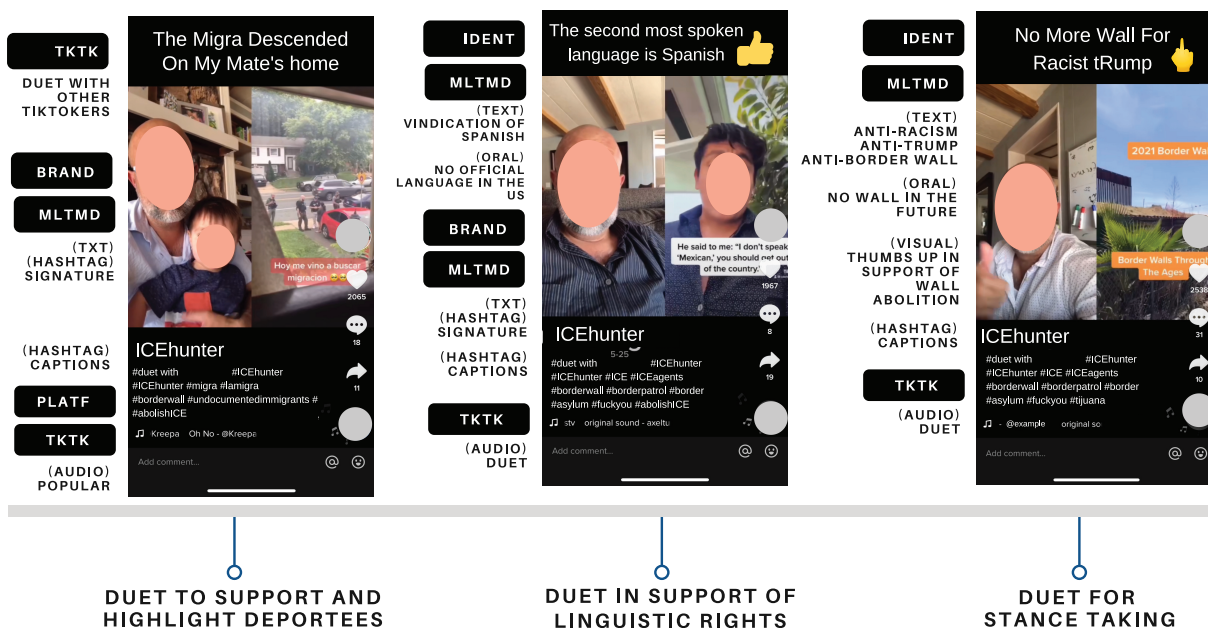 TKTK
DUET WITH
OTHER
TIKTOKERS
BRAND
MLTMD
(TXT)
(HASHTAG)
SIGNATURE
(HASHTAG)
CAPTIONS
PLATF
TKTK
(AUDIO)
POPULAR
The Migra Descended
On My Mate's home
Hoy me vino a buscar
migracion
2065
18
11
ICEhunter
#duet with #ICEhunter
#ICEhunter #migra #lamigra
#borderwall #undocumentedimmigrants #
#abolishICE
Kreepa Oh No - @Kreepa
Add comment...
IDENT
MLTMD
(TEXT)
VINDICATION OF
SPANISH
(ORAL)
NO OFFICIAL
LANGUAGE IN THE
US
BRAND
MLTMD
(TXT)
(HASHTAG)
SIGNATURE
(HASHTAG)
CAPTIONS
TKTK
(AUDIO)
DUET
The second most spoken
language is Spanish
He said to me: “I don't speak
‘Mexican,’ you should get out
of the country.”
1967
8
19
ICEhunter
5-25
#duet with #ICEhunter
#ICEhunter #ICE #ICEagents
#borderwall #borderpatrol #border
#asylum #fuckyou #abolishICE
stv original sound - axeltu
Add comment...
IDENT
MLTMD
(TEXT)
ANTI-RACISM
ANTI-TRUMP
ANTI-BORDER WALL
(ORAL)
NO WALL IN THE
FUTURE
(VISUAL)
THUMBS UP IN
SUPPORT OF
WALL
ABOLITION
(HASHTAG)
CAPTIONS
TKTK
(AUDIO)
DUET
No More Wall For
Racist tRump
2021 Border Wal
Border Walls Through
The Ages
2538
31
10
ICEhunter
#duet with #ICEhunter
#ICEhunter #ICE #ICEagents
#borderwall #borderpatrol #border
#asylum #fuckyou #tijuana
- @example original so
Add comment...
DUET TO SUPPORT AND
HIGHLIGHT DEPORTEES
DUET IN SUPPORT OF
LINGUISTIC RIGHTS
DUET FOR
STANCE TAKING